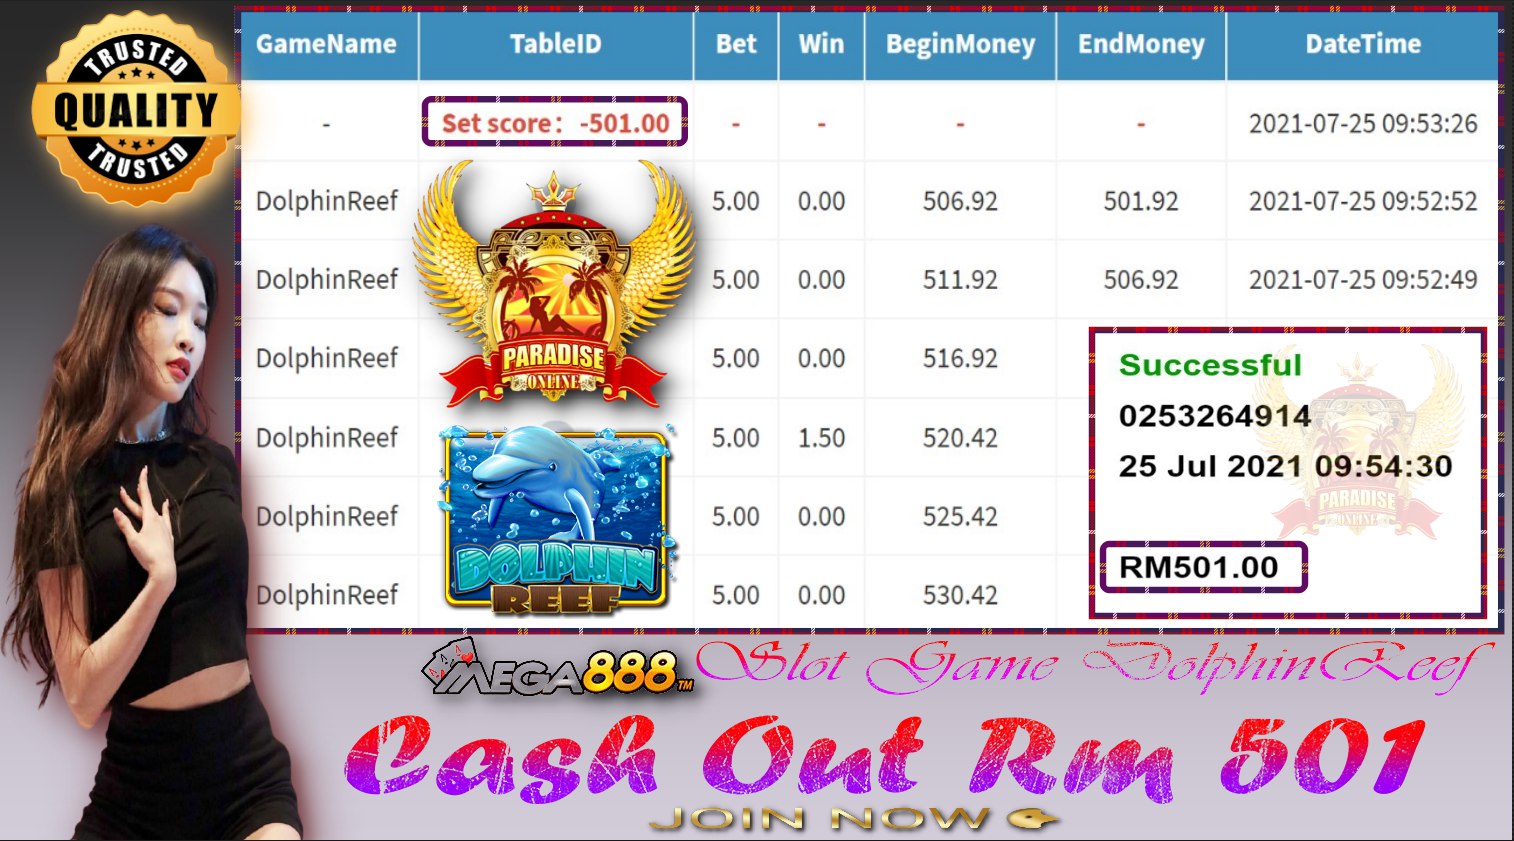 TRUSTED
QUALITY
TRUSTED
GameName TableID Bet Win BeginMoney EndMoney DateTime
- Set score: -501.00 - - - - 2021-07-25 09:53:26
DolphinReef 5.00 0.00 506.92 501.92 2021-07-25 09:52:52
DolphinReef 5.00 0.00 511.92 506.92 2021-07-25 09:52:49
DolphinReef 5.00 0.00 516.92
DolphinReef 5.00 1.50 520.42
DolphinReef 5.00 0.00 525.42
DolphinReef 5.00 0.00 530.42
PARADISE
ONLINE
DOLPHIN
REEF
Successful
0253264914
25 Jul 2021 09:54:30
PARADISE
ONLINE
RM501.00
MEGA888™ Slot Game DolphinReef
Cash Out Rm 501
JOIN NOW